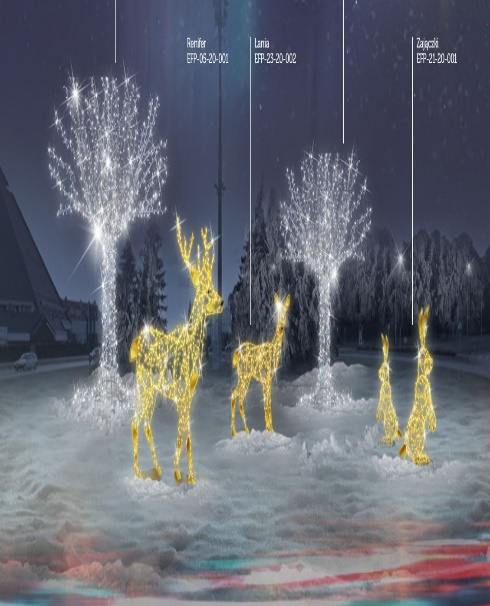 Renifer
EFP-05-20-001
Łania
EFP-23-20-002
Zajączki
EFP-21-20-001